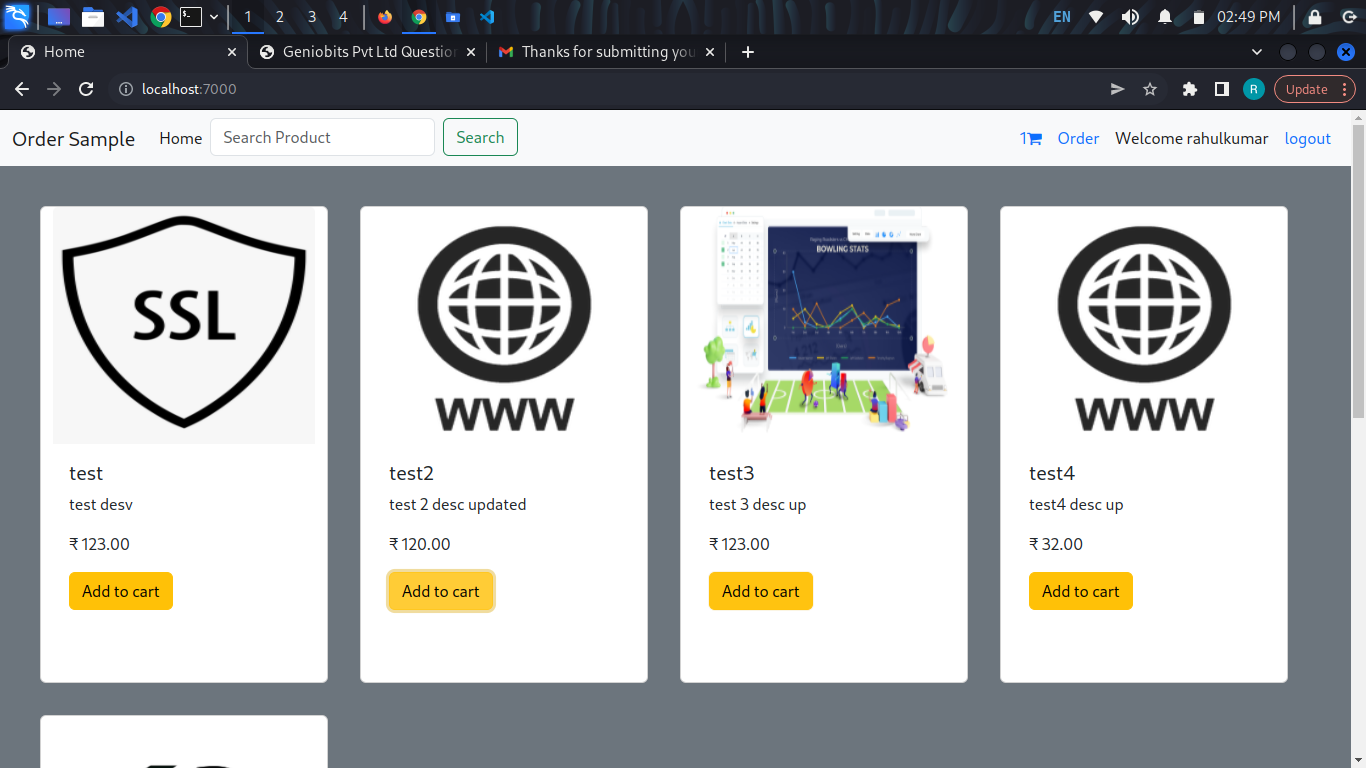 1 2 3 4 EN 02:49 PM
Home Geniobits Pvt Ltd Question Thanks for submitting you
localhost:7000 R Update
Order Sample Home Search Product Search 1 Order Welcome rahulkumar logout
SSL
WWW
BOWLING STATS
WWW
test
test desv
₹ 123.00
Add to cart
test2
test 2 desc updated
₹ 120.00
Add to cart
test3
test 3 desc up
₹ 123.00
Add to cart
test4
test4 desc up
₹ 32.00
Add to cart